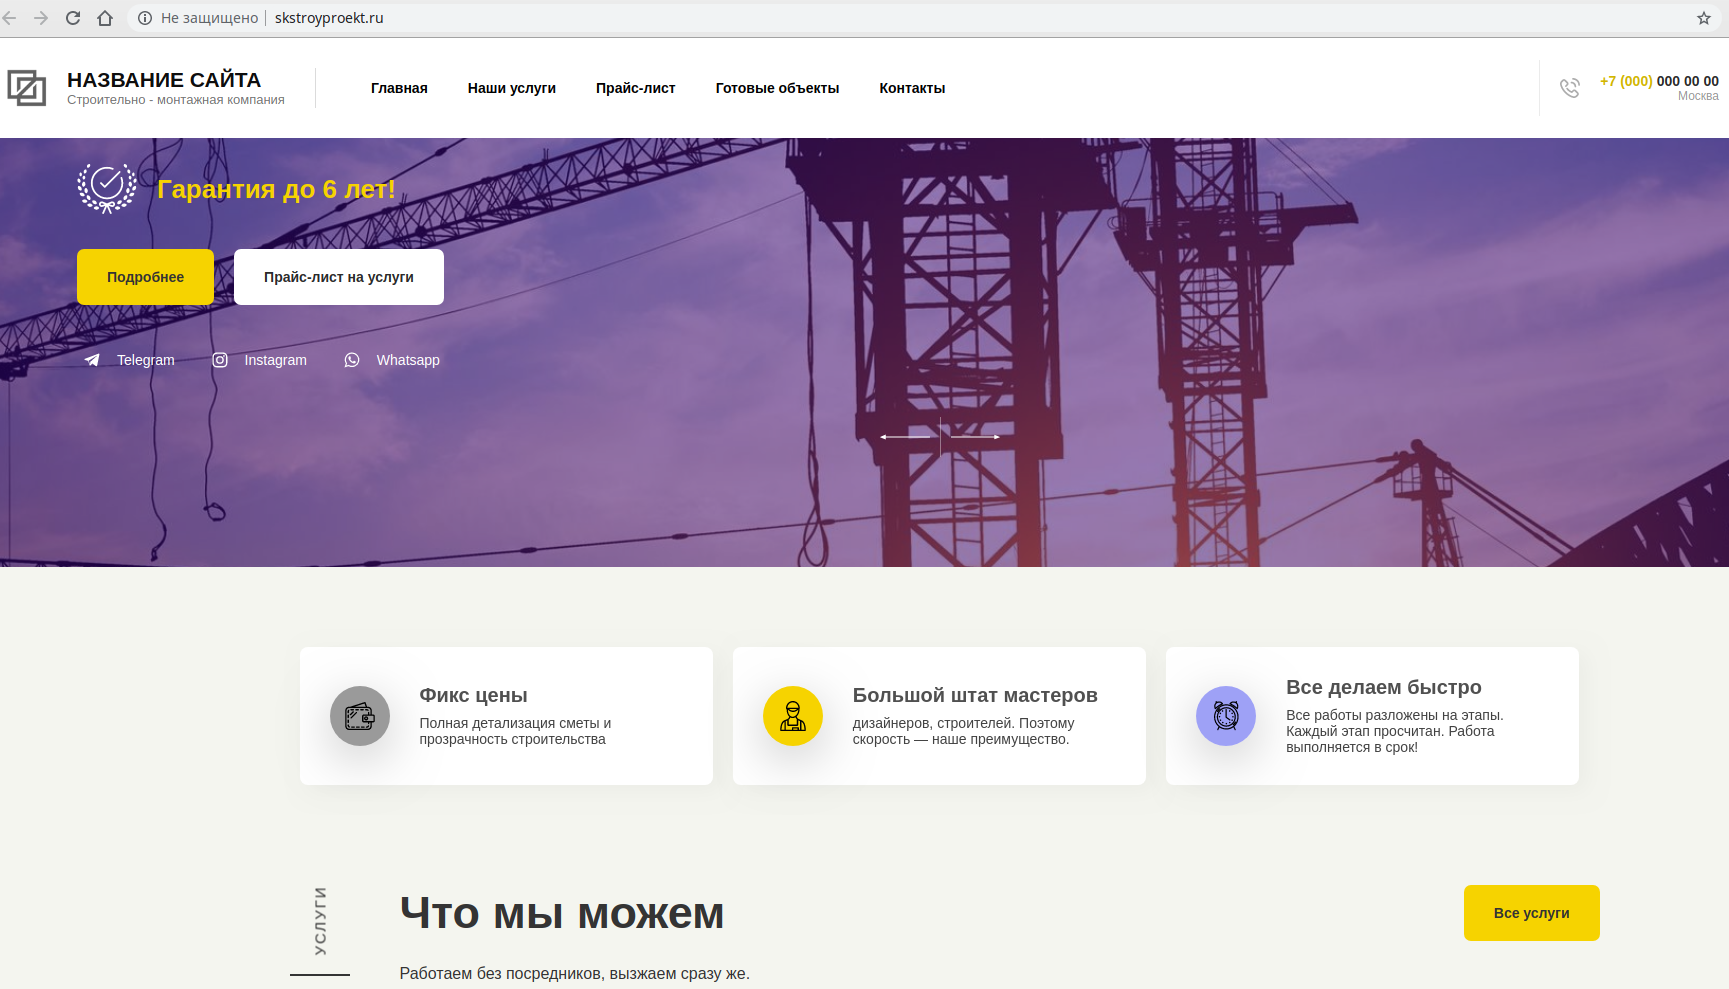 Не защищено
skstroyproekt.ru
НАЗВАНИЕ САЙТА
Строительно - монтажная компания
Главная
Наши услуги
Прайс-лист
Готовые объекты
Контакты
+7 (000) 000 00 00
Москва
Гарантия до 6 лет!
Подробнее
Прайс-лист на услуги
Telegram
Instagram
Whatsapp
Фикс цены
Полная детализация сметы и
прозрачность строительства
Большой штат мастеров
дизайнеров, строителей. Поэтому
скорость — наше преимущество.
Все делаем быстро
Все работы разложены на этапы.
Каждый этап просчитан. Работа
выполняется в срок!
УСЛУГИ
Что мы можем
Все услуги
Работаем без посредников, вызжаем сразу же.